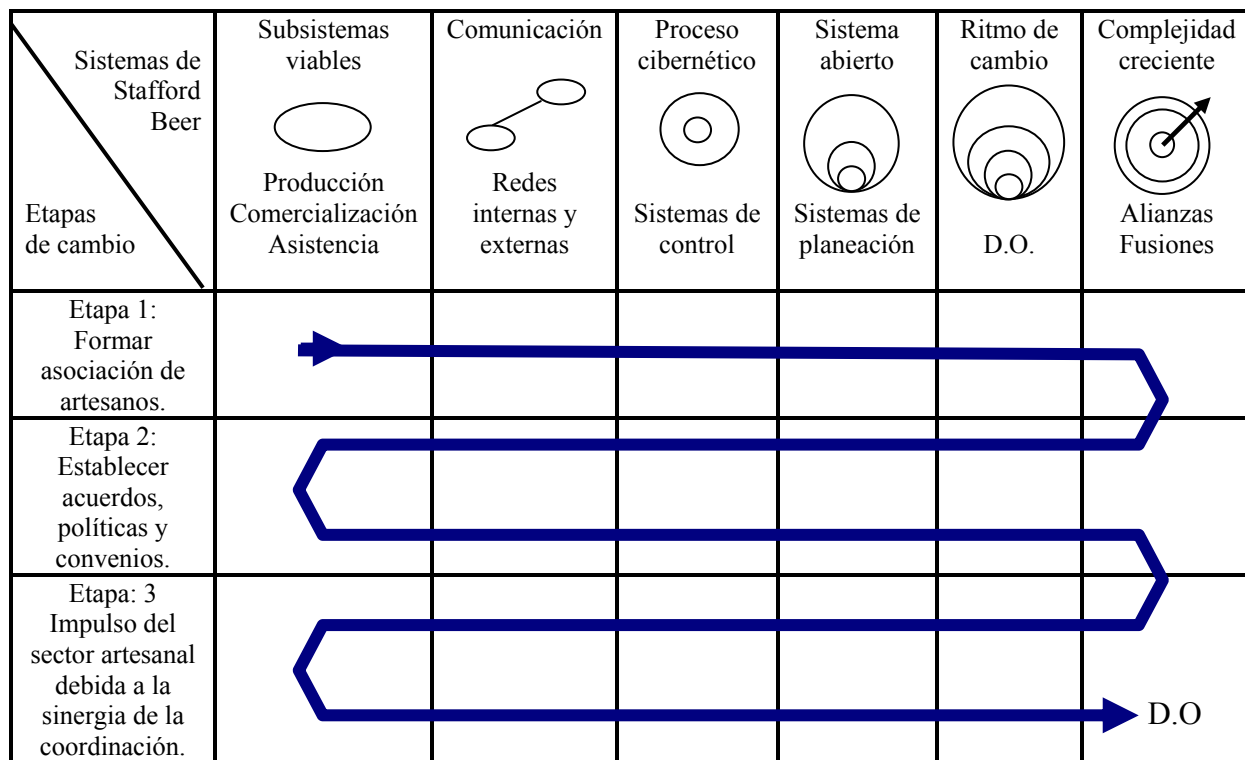 Sistemas de
Stafford
Beer
Etapas
de cambio
Subsistemas
viables
Producción
Comercialización
Asistencia
Comunicación
Redes
internas y
externas
Proceso
cibernético
Sistemas de
control
Sistema
abierto
Sistemas de
planeación
Ritmo de
cambio
D.O.
Complejidad
creciente
Alianzas
Fusiones
Etapa 1:
Formar
asociación de
artesanos.
Etapa 2:
Establecer
acuerdos,
políticas y
convenios.
Etapa: 3
Impulso del
sector artesanal
debida a la
sinergia de la
coordinación.
D.O